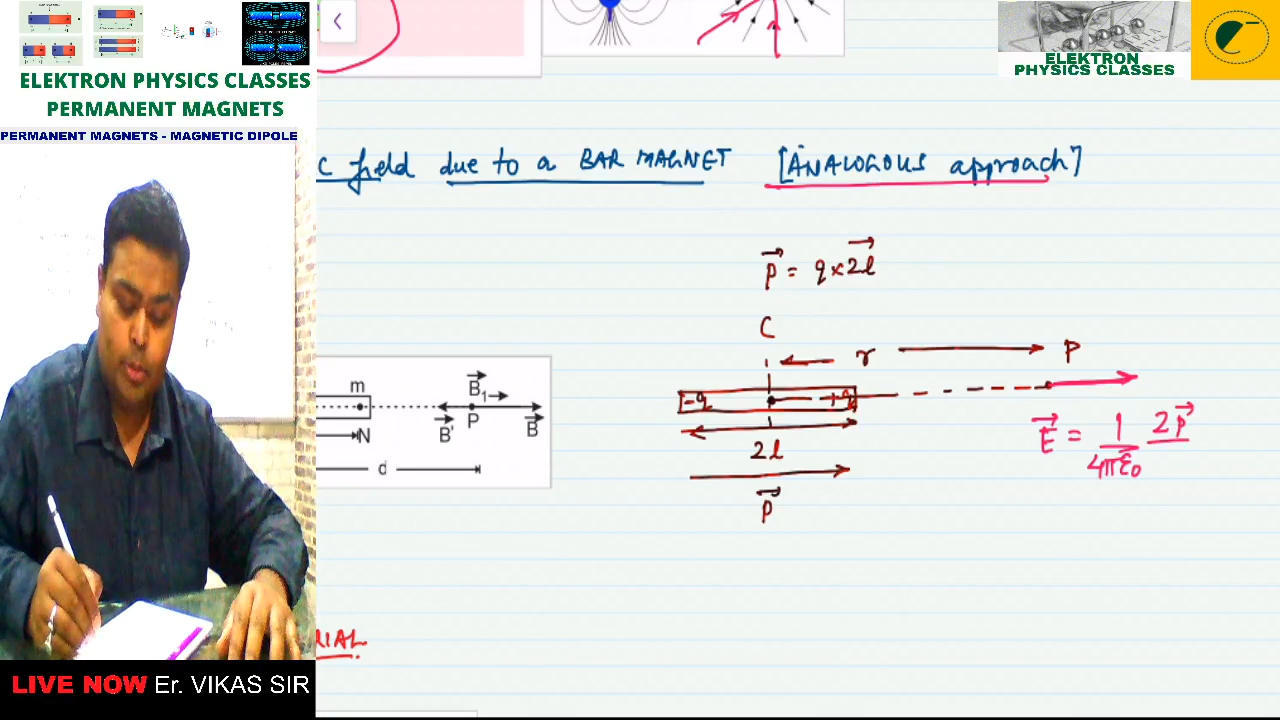 ELEKTRON PHYSICS CLASSES
PERMANENT MAGNETS
PERMANENT MAGNETS - MAGNETIC DIPOLE
ELEKTRON
PHYSICS CLASSES
c field due to a BAR MAGNET [ANALOGOUS approach]
p⃗ = q × 2l⃗
C
r
P
-q
+q
2l
p⃗
E⃗ = 1/4πε₀ 2p⃗
m
N
B⃗₁
P
B⃗'
B⃗
d
RIAL
LIVE NOW Er. VIKAS SIR